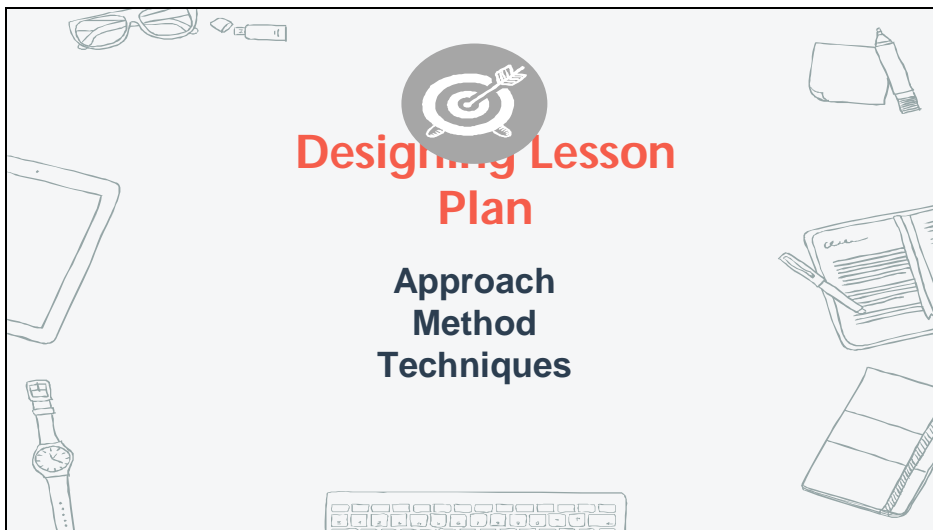 Designing Lesson
Plan
Approach
Method
Techniques